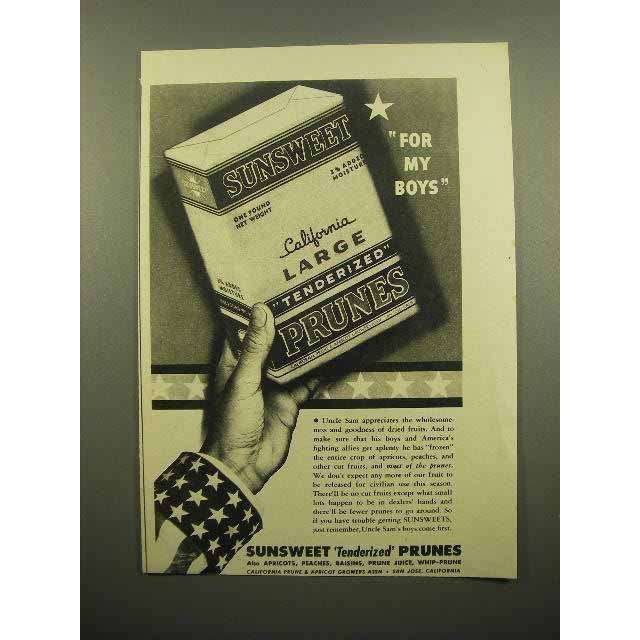 SUNSWEET
2% ADDED
MOISTURE
ONE POUND
NET WEIGHT
California
LARGE
"TENDERIZED"
PRUNES
"FOR
MY
BOYS"
• Uncle Sam appreciates the wholesome-
ness and goodness of dried fruits. And to
make sure that his boys and America's
fighting allies get aplenty he has "frozen"
the entire crop of apricots, peaches, and
other cut fruits, and most of the prunes.
We don't expect any more of our fruit to
be released for civilian use this season.
There'll be no cut fruits except what small
lots happen to be in dealers' hands and
there'll be fewer prunes to go around. So
if you have trouble getting SUNSWEETS,
just remember, Uncle Sam's boys come first.
SUNSWEET 'Tenderized' PRUNES
Also APRICOTS, PEACHES, RAISINS, PRUNE JUICE, WHIP-PRUNE
CALIFORNIA PRUNE & APRICOT GROWERS ASSN • SAN JOSE, CALIFORNIA